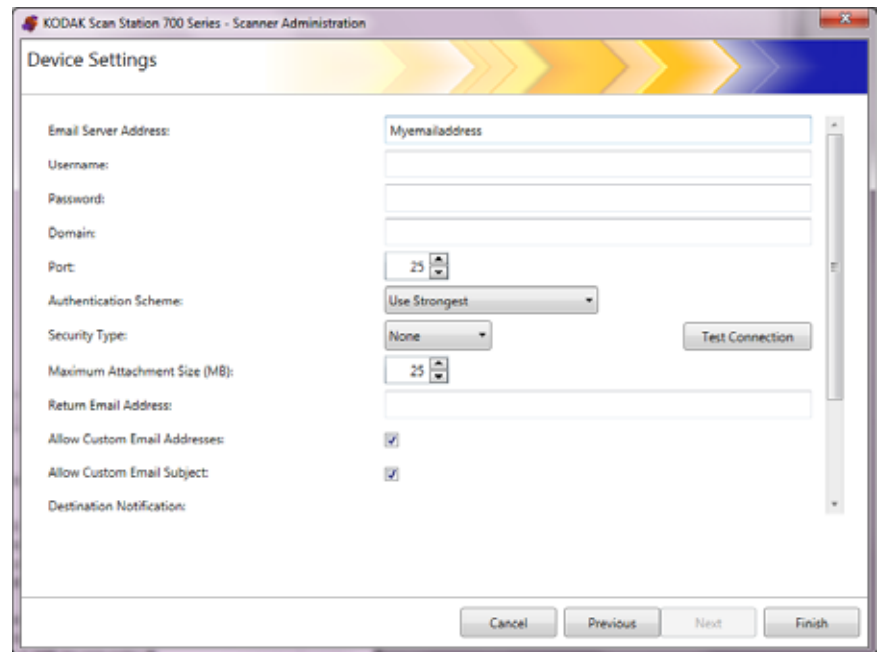 KODAK Scan Station 700 Series - Scanner Administration
Device Settings
Email Server Address: Myemailaddress
Username:
Password:
Domain:
Port: 25
Authentication Scheme: Use Strongest
Security Type: None Test Connection
Maximum Attachment Size (MB): 25
Return Email Address:
Allow Custom Email Addresses:
Allow Custom Email Subject:
Destination Notification:
Cancel Previous Next Finish